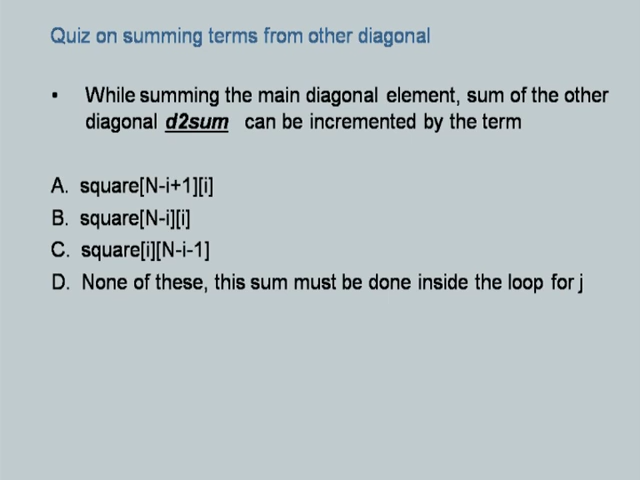 Quiz on summing terms from other diagonal
• While summing the main diagonal element, sum of the other
diagonal d2sum can be incremented by the term
A. square[N-i+1][i]
B. square[N-i][i]
C. square[i][N-i-1]
D. None of these, this sum must be done inside the loop for j